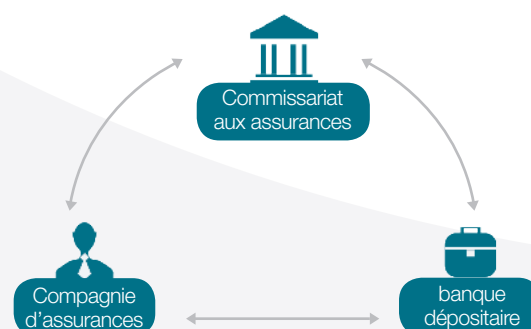 Commissariat
aux assurances
Compagnie
d'assurances
banque
dépositaire